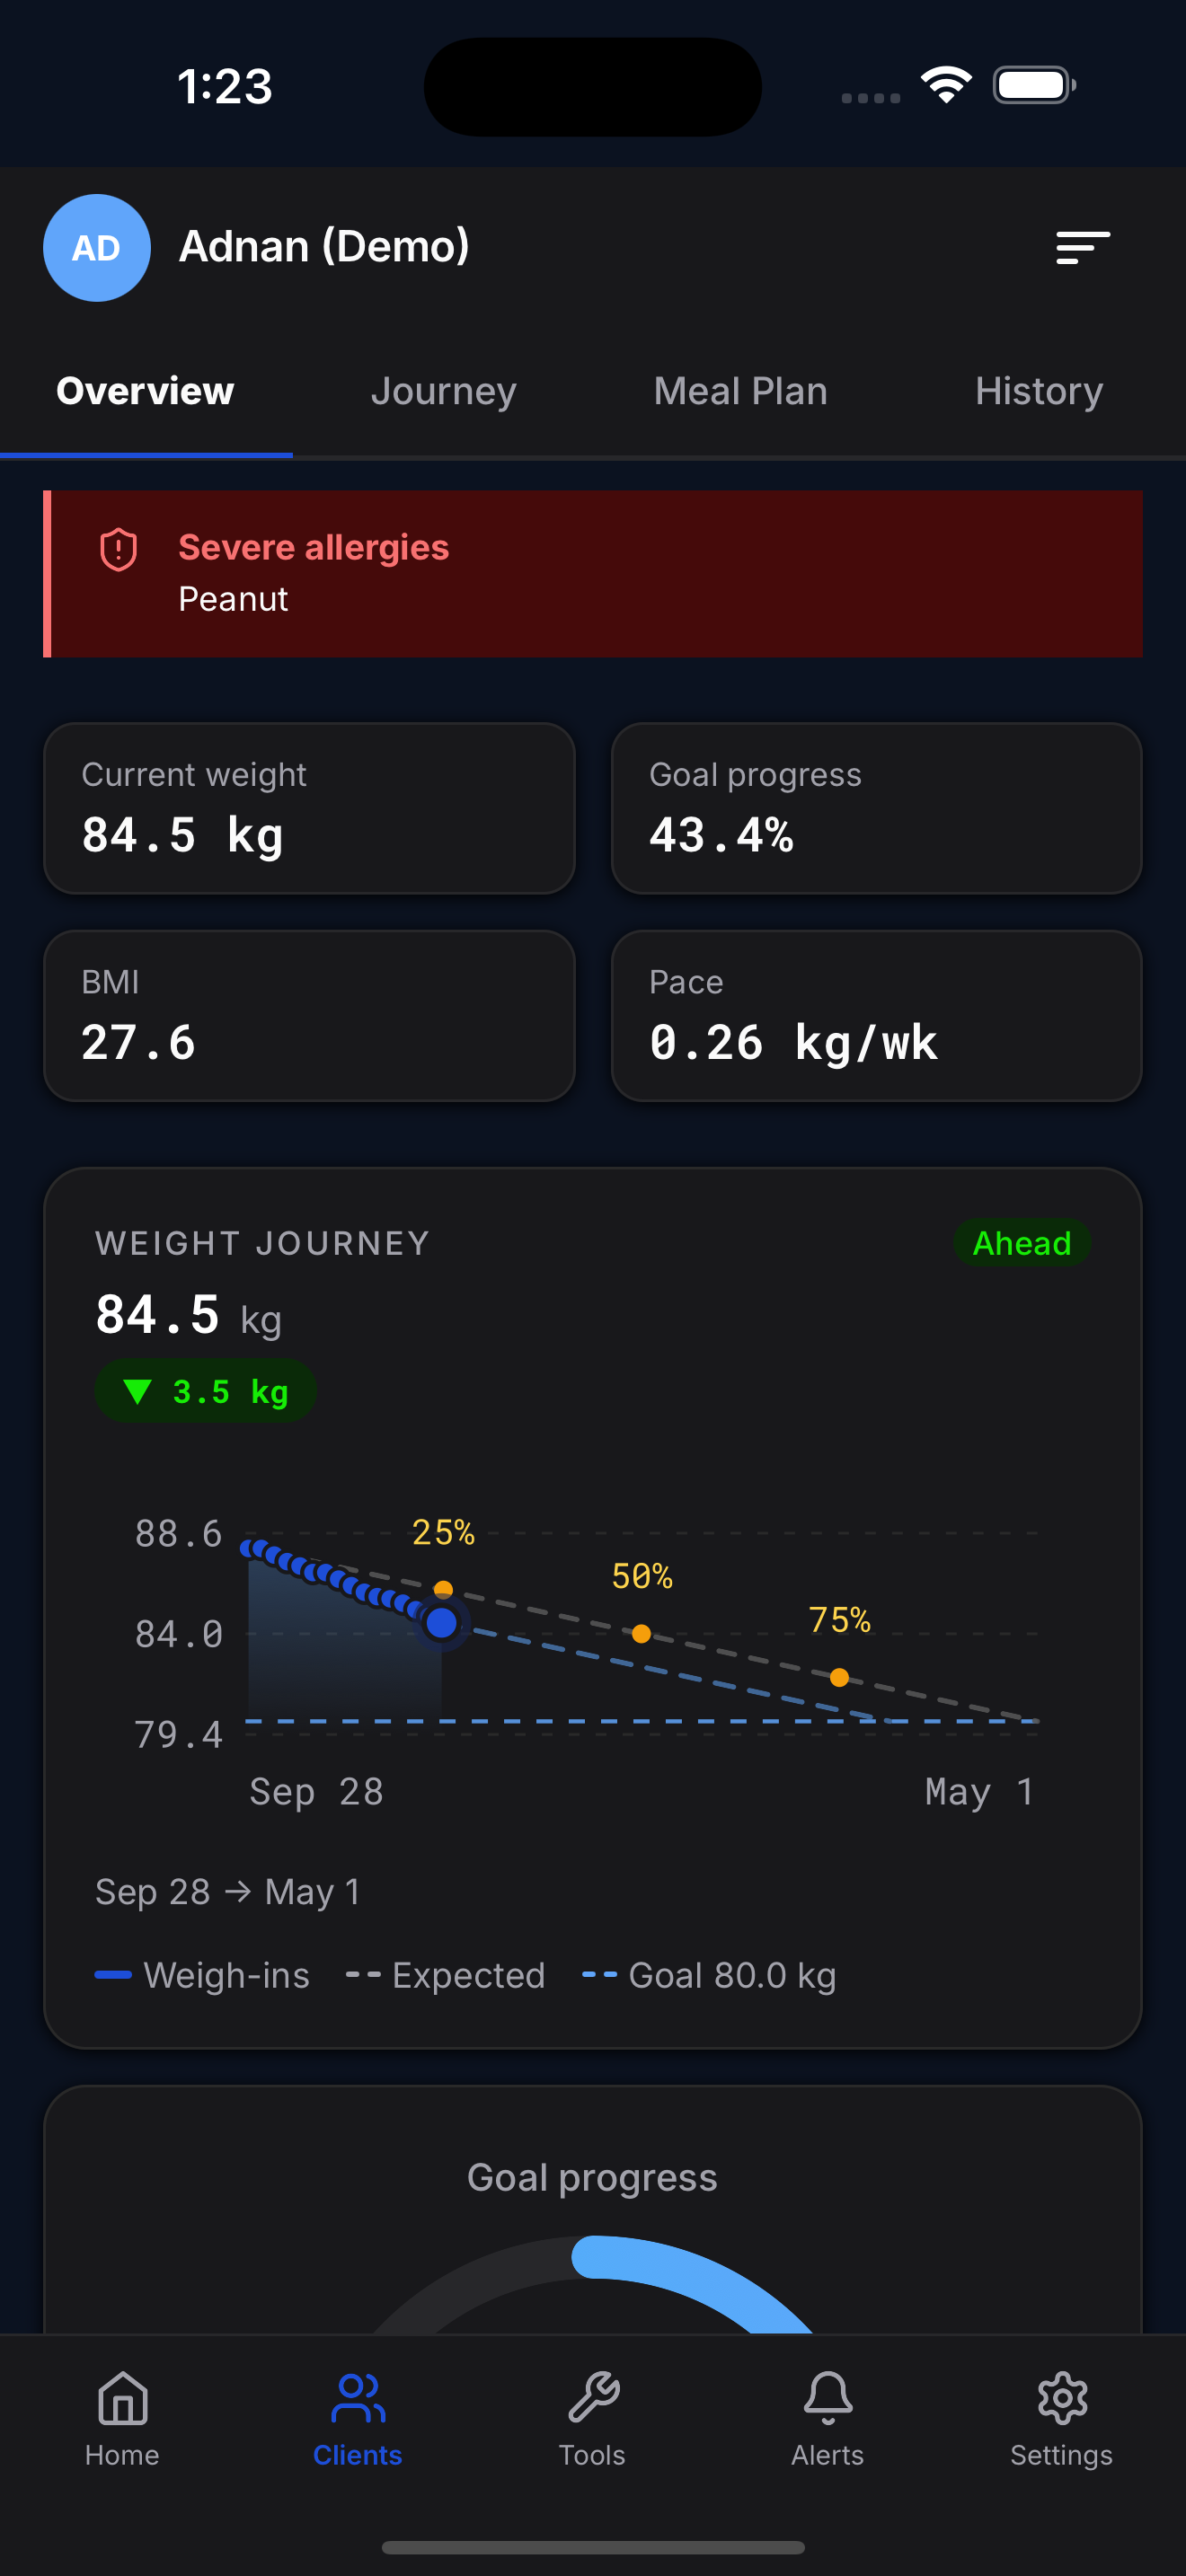 1:23
AD
Adnan (Demo)
Overview
Journey
Meal Plan
History
Severe allergies
Peanut
Current weight
84.5 kg
Goal progress
43.4%
BMI
27.6
Pace
0.26 kg/wk
WEIGHT JOURNEY
Ahead
84.5 kg
▼ 3.5 kg
88.6
84.0
79.4
25%
50%
75%
Sep 28
May 1
Sep 28 → May 1
Weigh-ins
Expected
Goal 80.0 kg
Goal progress
Home
Clients
Tools
Alerts
Settings